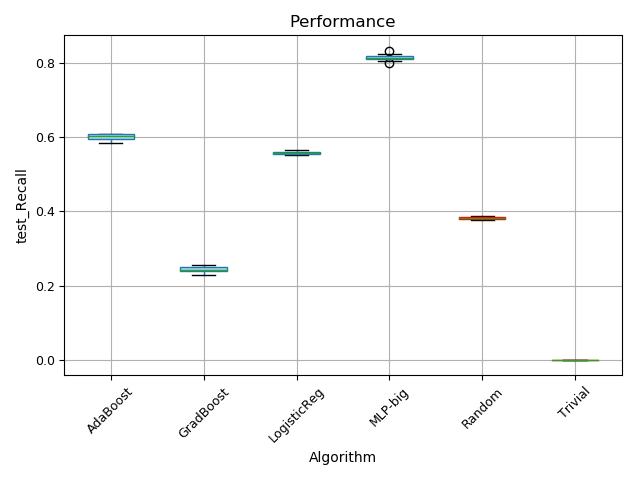 Performance
test_Recall
0.8
0.6
0.4
0.2
0.0
AdaBoost
GradBoost
LogisticReg
MLP-big
Random
Trivial
Algorithm